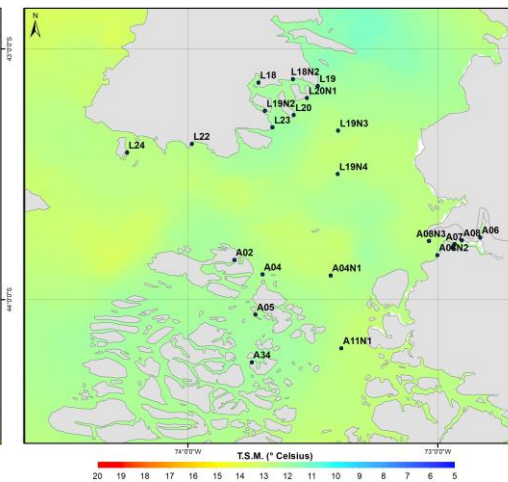 N
43°0'0"S
L18N2
L18
L19
L20N1
L19N2
L20
L23
L19N3
L22
L24
L19N4
A08N3
A07
A08
A06
A02
A04
A04N1
44°0'0"S
A05
A11N1
A34
74°0'0"W
73°0'0"W
T.S.M. (° Celsius)
20 19 18 17 16 15 14 13 12 11 10 9 8 7 6 5